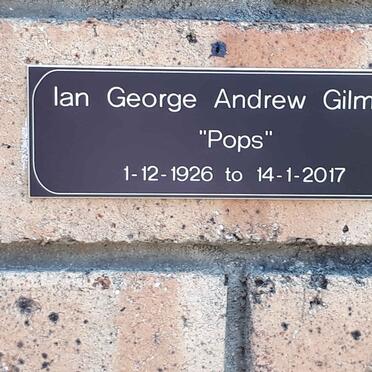 Ian George Andrew Gilm
"Pops"
1-12-1926 to 14-1-2017